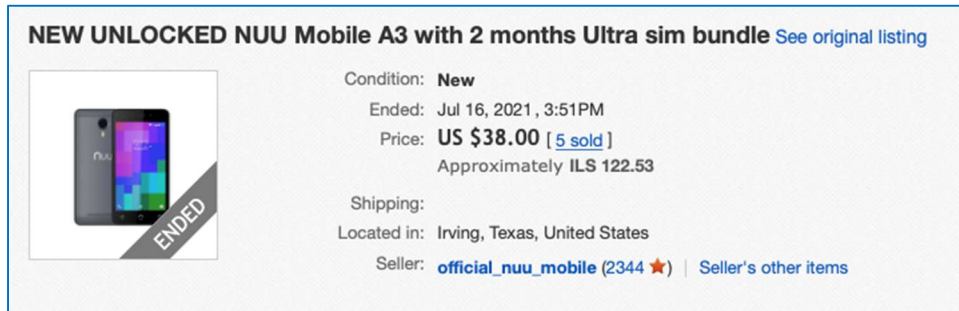 NEW UNLOCKED NUU Mobile A3 with 2 months Ultra sim bundle See original listing
Condition: New
Ended: Jul 16, 2021 , 3:51PM
Price: US $38.00 [ 5 sold ]
Approximately ILS 122.53
Shipping:
Located in: Irving, Texas, United States
Seller: official_nuu_mobile (2344 ) | Seller's other items
nuu
ENDED